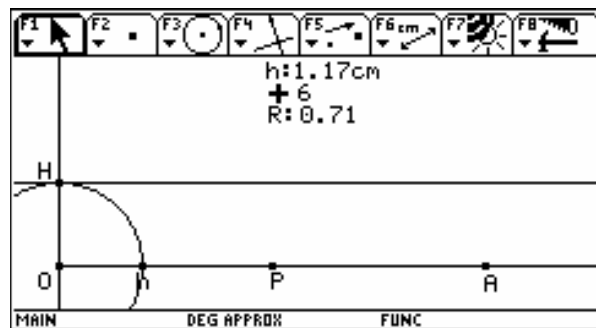 F1 F2 F3 F4 F5 F6 cm F7 F8
h:1.17cm
+6
R:0.71
H
O h P A
MAIN DEG APPROX FUNC